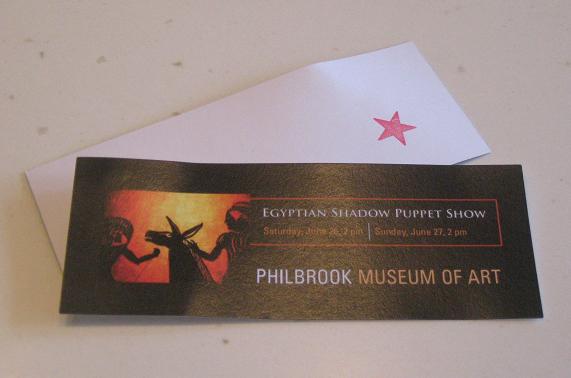 EGYPTIAN SHADOW PUPPET SHOW
Saturday, June 26, 2 pm | Sunday, June 27, 2 pm
PHILBROOK MUSEUM OF ART